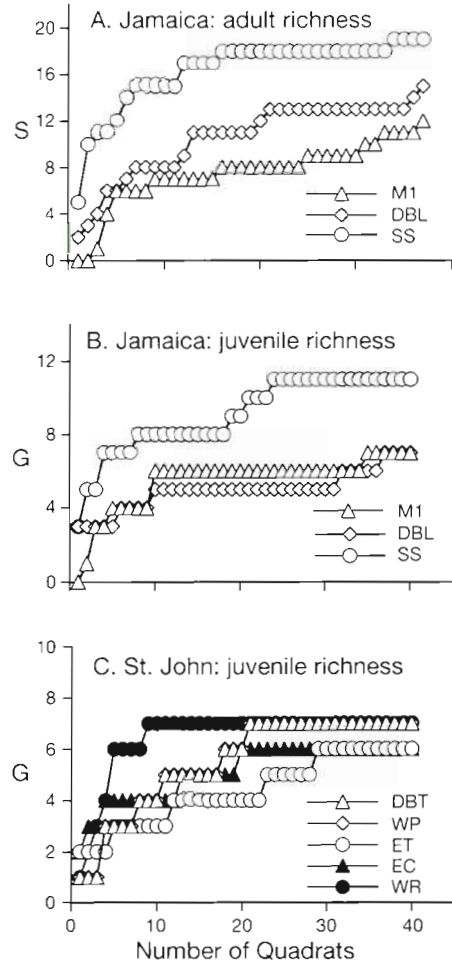 A. Jamaica: adult richness
20
16
12
8
4
0
S
M1
DBL
SS
B. Jamaica: juvenile richness
12
8
4
0
G
M1
DBL
SS
C. St. John: juvenile richness
10
8
6
4
2
0
G
DBT
WP
ET
EC
WR
0 10 20 30 40
Number of Quadrats